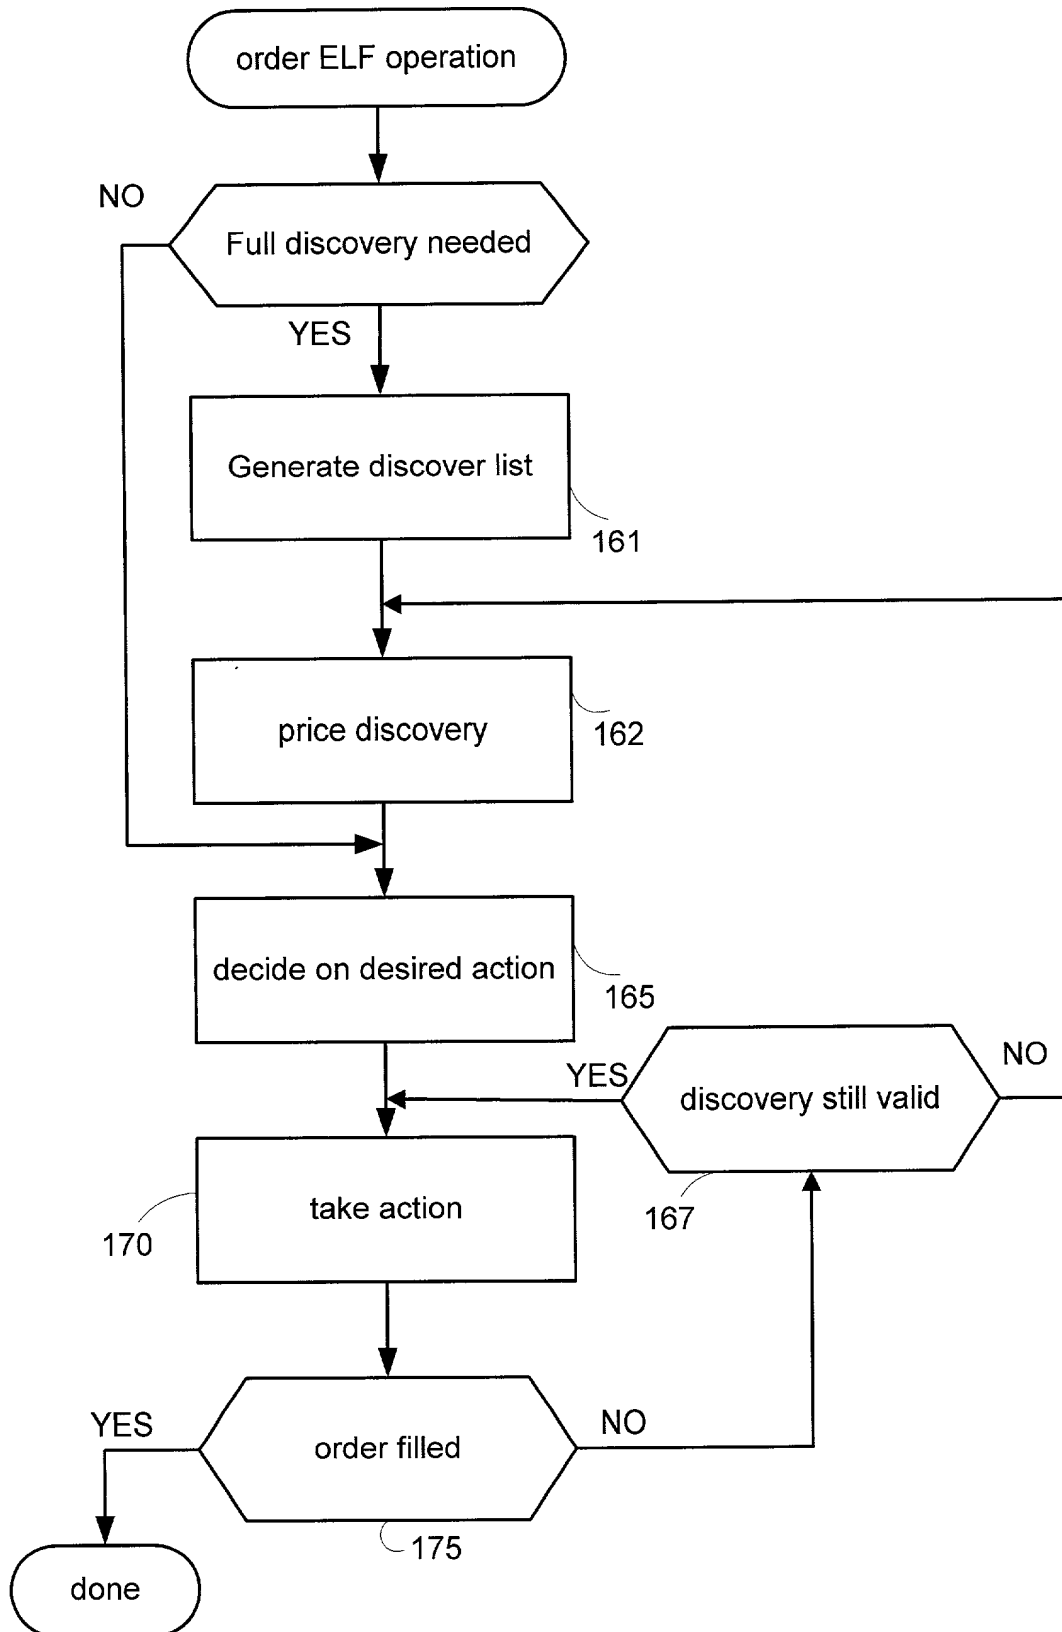 order ELF operation
NO
Full discovery needed
YES
Generate discover list
161
price discovery
162
decide on desired action
165
YES
discovery still valid
NO
167
take action
170
YES
order filled
NO
175
done